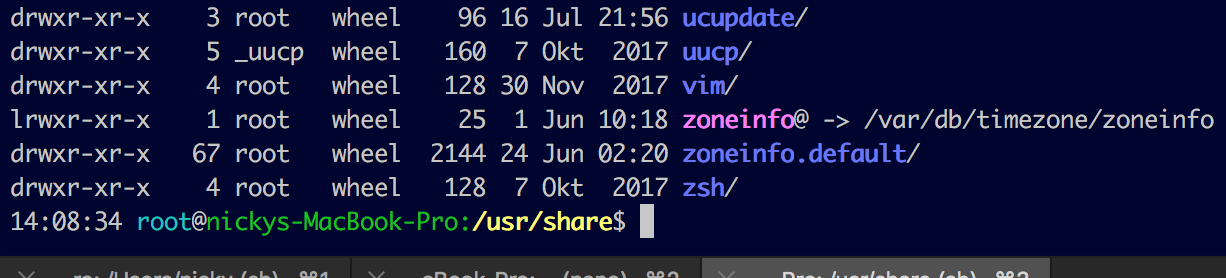 drwxr-xr-x   3 root   wheel    96 16 Jul 21:56 ucupdate/
drwxr-xr-x   5 _uucp  wheel   160  7 Okt  2017 uucp/
drwxr-xr-x   4 root   wheel   128 30 Nov  2017 vim/
lrwxr-xr-x   1 root   wheel    25  1 Jun 10:18 zoneinfo@ -> /var/db/timezone/zoneinfo
drwxr-xr-x  67 root   wheel  2144 24 Jun 02:20 zoneinfo.default/
drwxr-xr-x   4 root   wheel   128  7 Okt  2017 zsh/
14:08:34 root@nickys-MacBook-Pro:/usr/share$